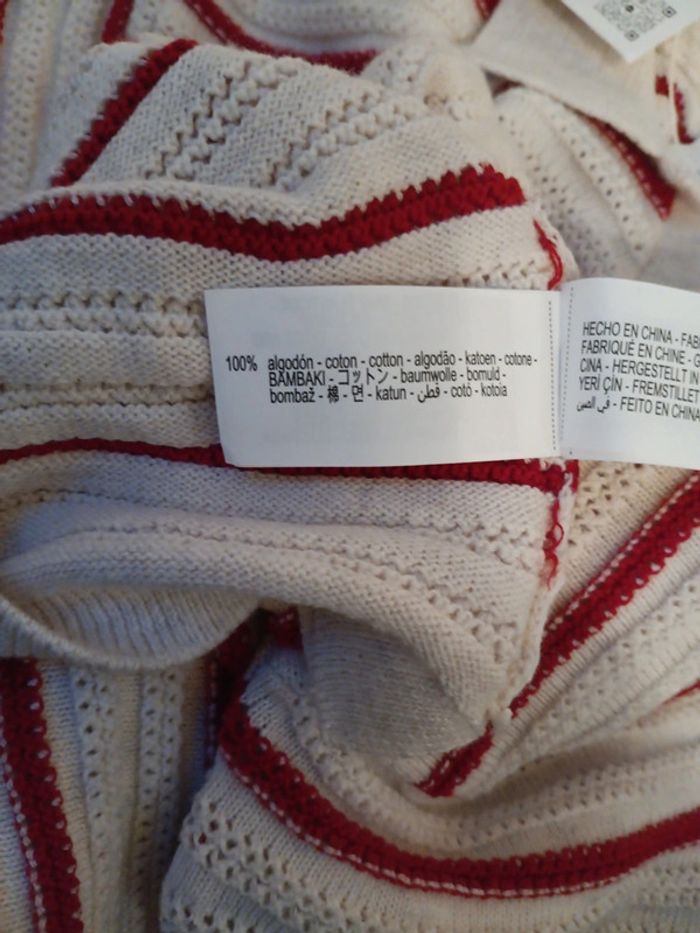 100% algodón - coton - cotton - algodão - katoen - cotone -
BAMBAKI - コットン - baumwolle - bomuld -
bombaž - 棉 - 면 - katun - قطن - cotó - kotoia
HECHO EN CHINA - FAB
FABRIQUÉ EN CHINE - G
CINA - HERGESTELLT IN
YERİ ÇİN - FREMSTILLET
في الصين - FEITO EN CHINA